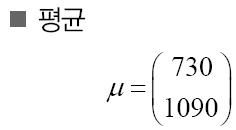 ■ 평균
μ = (730
1090)